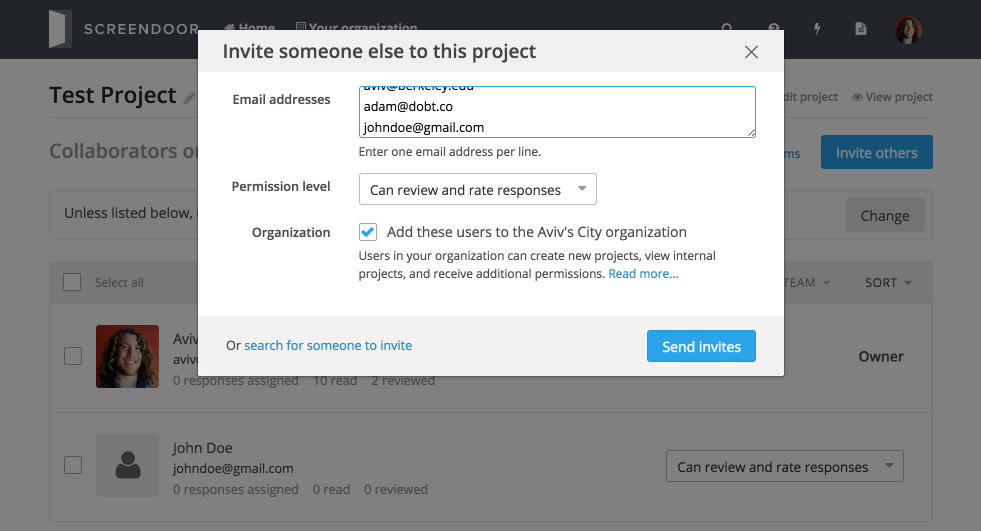 SCREENDOOR
Home
Your organization
Invite someone else to this project
Test Project
Edit project
View project
Email addresses
aviv@berkeley.edu
adam@dobt.co
johndoe@gmail.com
Enter one email address per line.
Collaborators
Invite others
Permission level
Can review and rate responses
Unless listed below,
Change
Organization
Add these users to the Aviv's City organization
Users in your organization can create new projects, view internal
projects, and receive additional permissions. Read more...
Select all
TEAM
SORT
Or search for someone to invite
Send invites
Aviv
Owner
0 responses assigned 10 read 2 reviewed
John Doe
johndoe@gmail.com
0 responses assigned 0 read 0 reviewed
Can review and rate responses